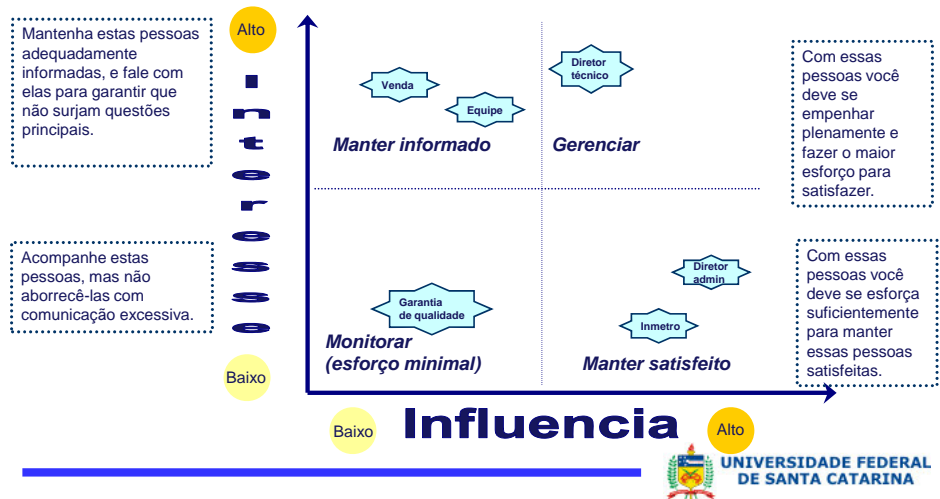 Mantenha estas pessoas
adequadamente
informadas, e fale com
elas para garantir que
não surjam questões
principais.
Acompanhe estas
pessoas, mas não
aborrecê-las com
comunicação excessiva.
Alto
Interesse
Baixo
Venda
Equipe
Manter informado
Diretor
técnico
Gerenciar
Garantia
de qualidade
Monitorar
(esforço minimal)
Diretor
admin
Inmetro
Manter satisfeito
Com essas
pessoas você
deve se
empenhar
plenamente e
fazer o maior
esforço para
satisfazer.
Com essas
pessoas você
deve se esforça
suficientemente
para manter
essas pessoas
satisfeitas.
Baixo
Influencia
Alto
UNIVERSIDADE FEDERAL
DE SANTA CATARINA